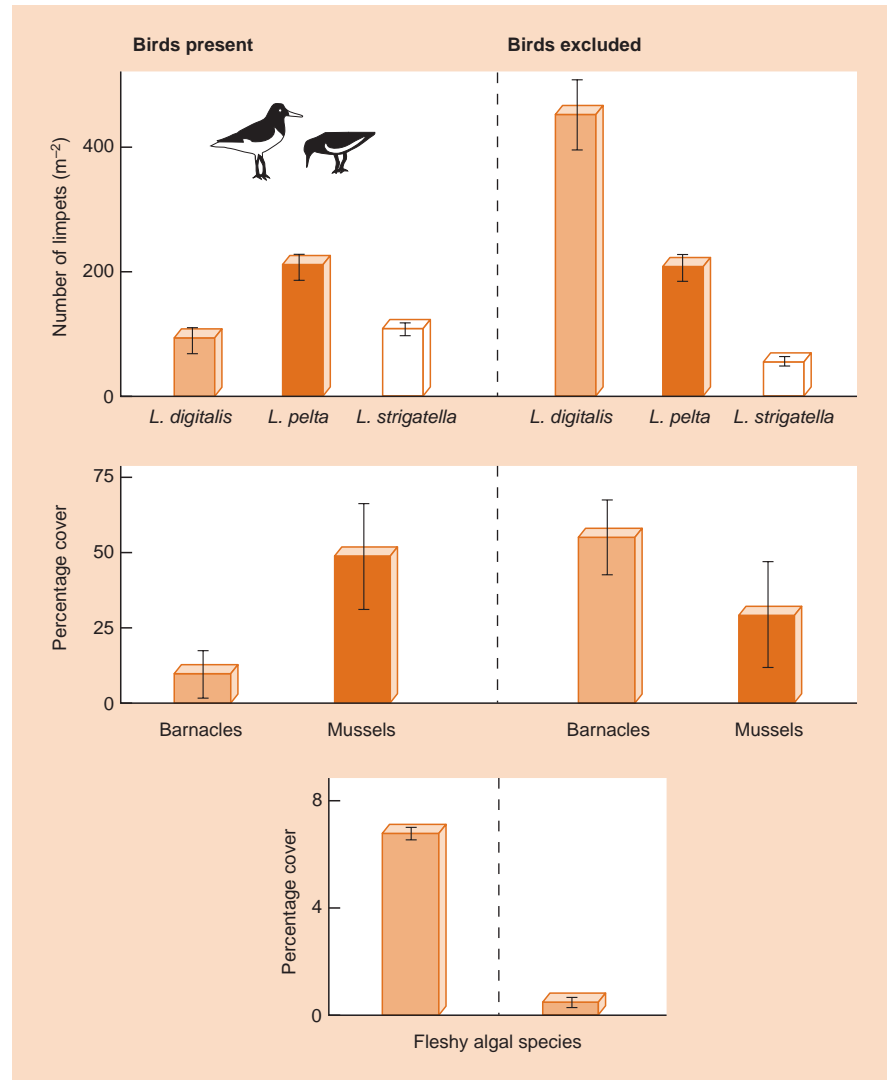 Birds present Birds excluded
Number of limpets (m⁻²)
400
200
0
L. digitalis L. pelta L. strigatella L. digitalis L. pelta L. strigatella
Percentage cover
75
50
25
0
Barnacles Mussels Barnacles Mussels
Percentage cover
8
4
0
Fleshy algal species